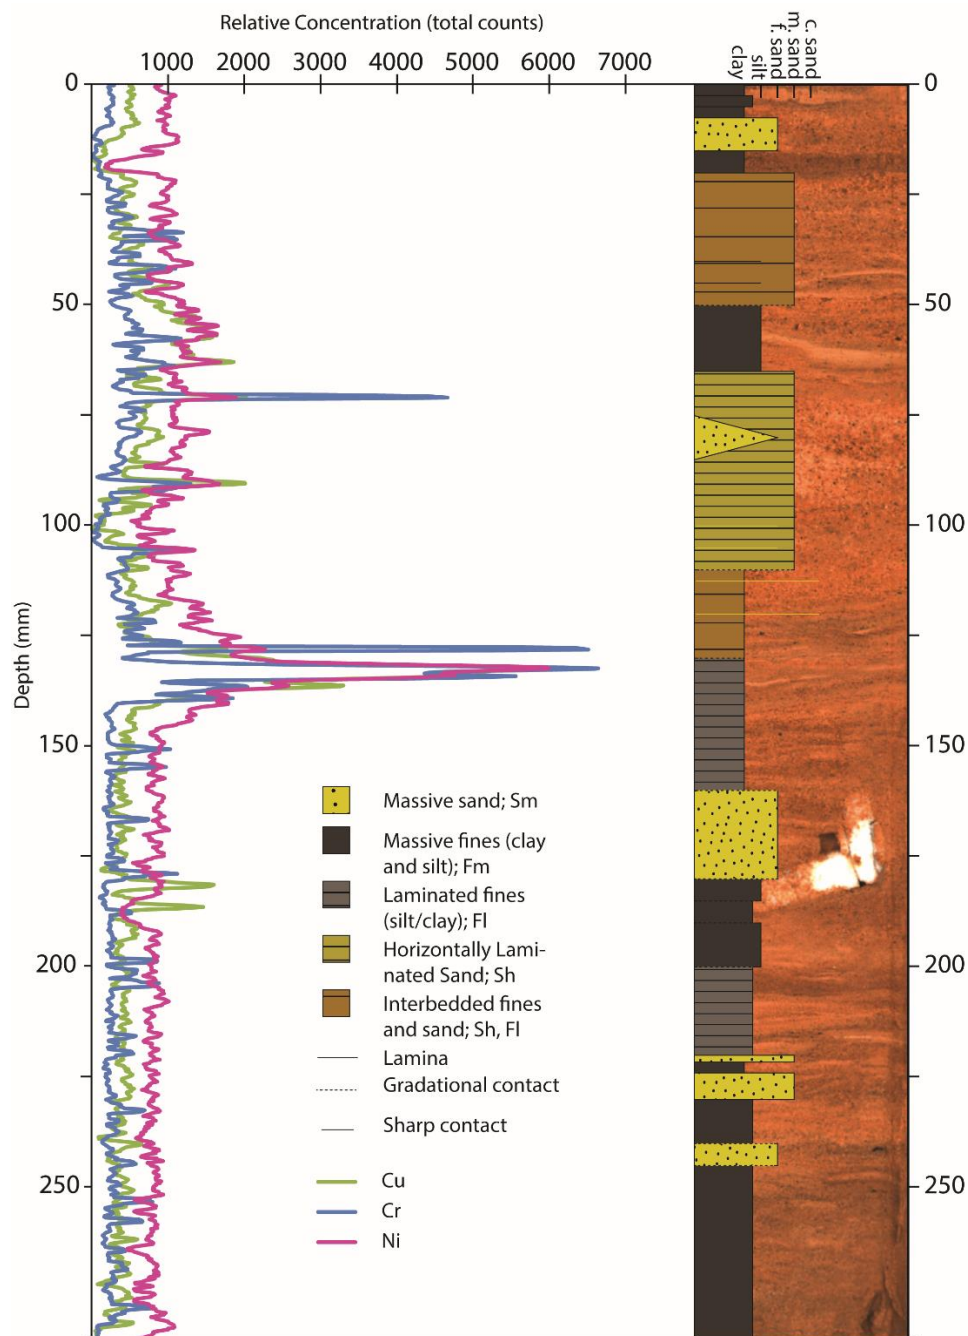 Relative Concentration (total counts)
1000 2000 3000 4000 5000 6000 7000
clay
silt
f. sand
m. sand
c. sand
0 0
50 50
100 100
Depth (mm)
150 150
200 200
250 250
Massive sand; Sm
Massive fines (clay
and silt); Fm
Laminated fines
(silt/clay); Fl
Horizontally Lami-
nated Sand; Sh
Interbedded fines
and sand; Sh, Fl
Lamina
Gradational contact
Sharp contact
Cu
Cr
Ni